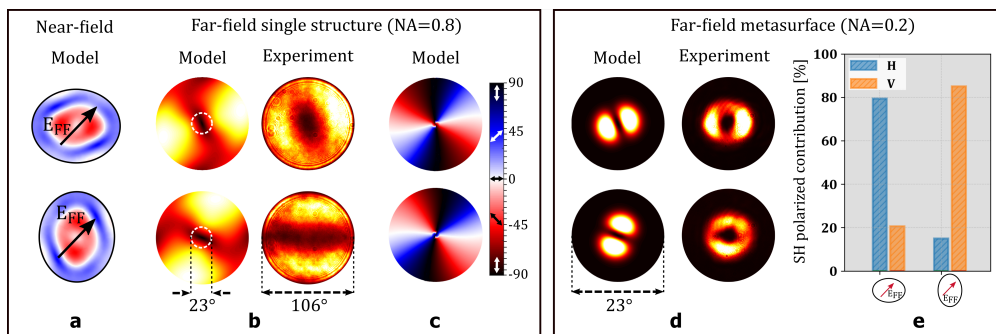 Near-field
Far-field single structure (NA=0.8)
Model
Model
Experiment
E_FF
E_FF
90
45
0
-45
-90
23°
106°
a
b
c
Far-field metasurface (NA=0.2)
Model
Experiment
23°
d
SH polarized contribution [%]
100
80
60
40
20
0
H
V
E_FF
E_FF
e